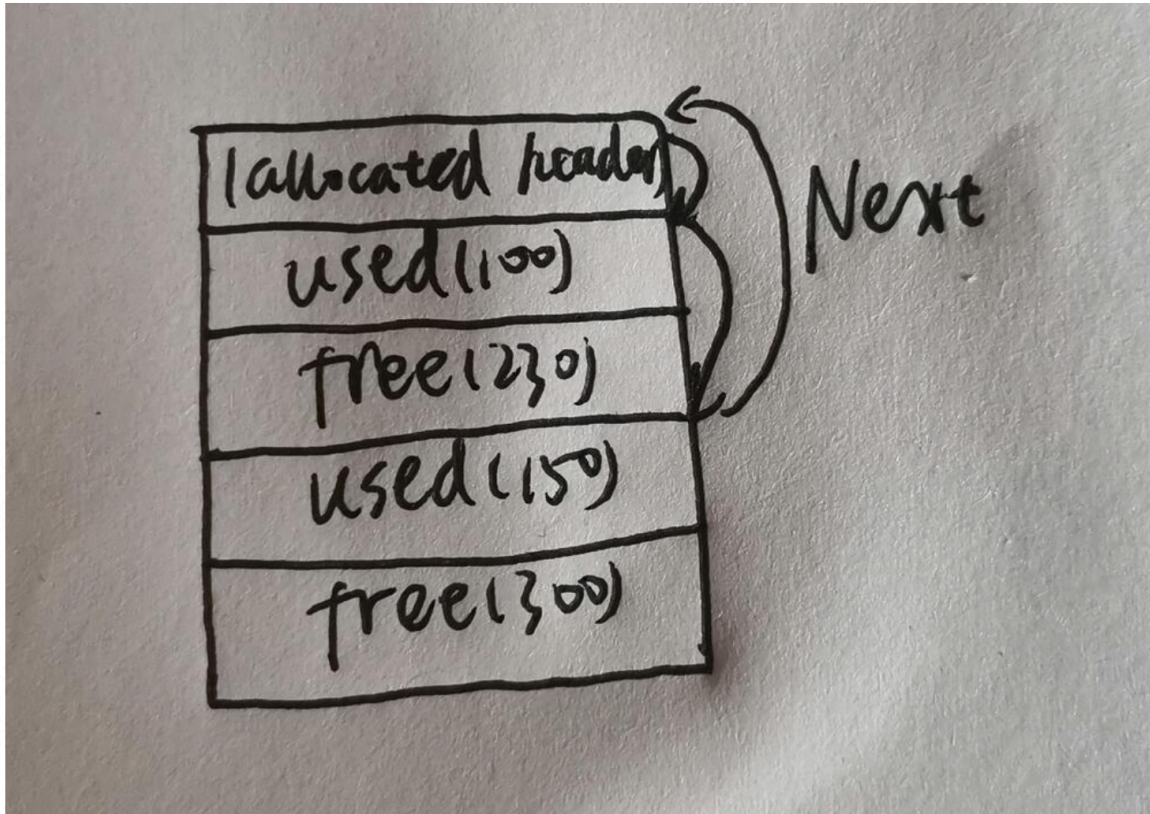 (allocated header)
Next
used(100)
free(230)
used(150)
free(300)